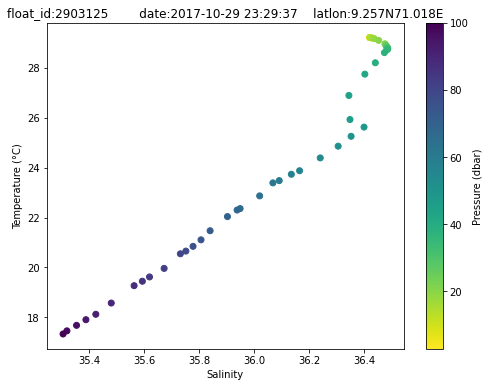 float_id:2903125 date:2017-10-29 23:29:37 latlon:9.257N71.018E
Temperature (°C)
28
26
24
22
20
18
35.4 35.6 35.8 36.0 36.2 36.4
Salinity
100
80
60
40
20
Pressure (dbar)